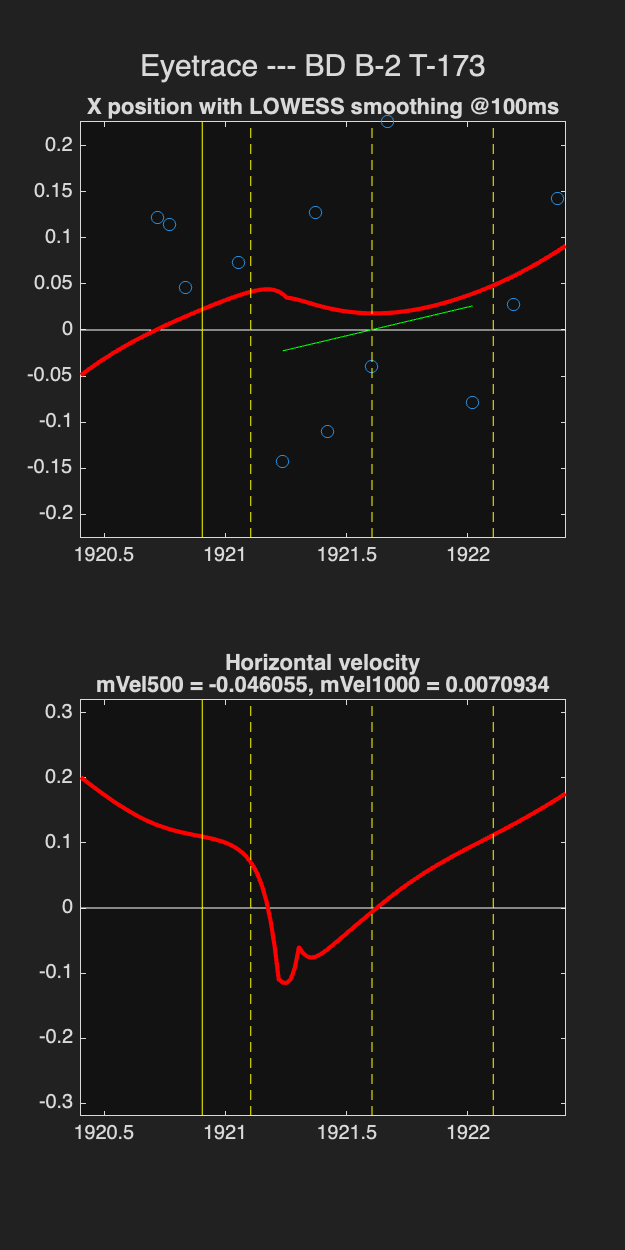 Eyetrace --- BD B-2 T-173
X position with LOWESS smoothing @100ms
0.2
0.15
0.1
0.05
0
-0.05
-0.1
-0.15
-0.2
1920.5 1921 1921.5 1922
Horizontal velocity
mVel500 = -0.046055, mVel1000 = 0.0070934
0.3
0.2
0.1
0
-0.1
-0.2
-0.3
1920.5 1921 1921.5 1922